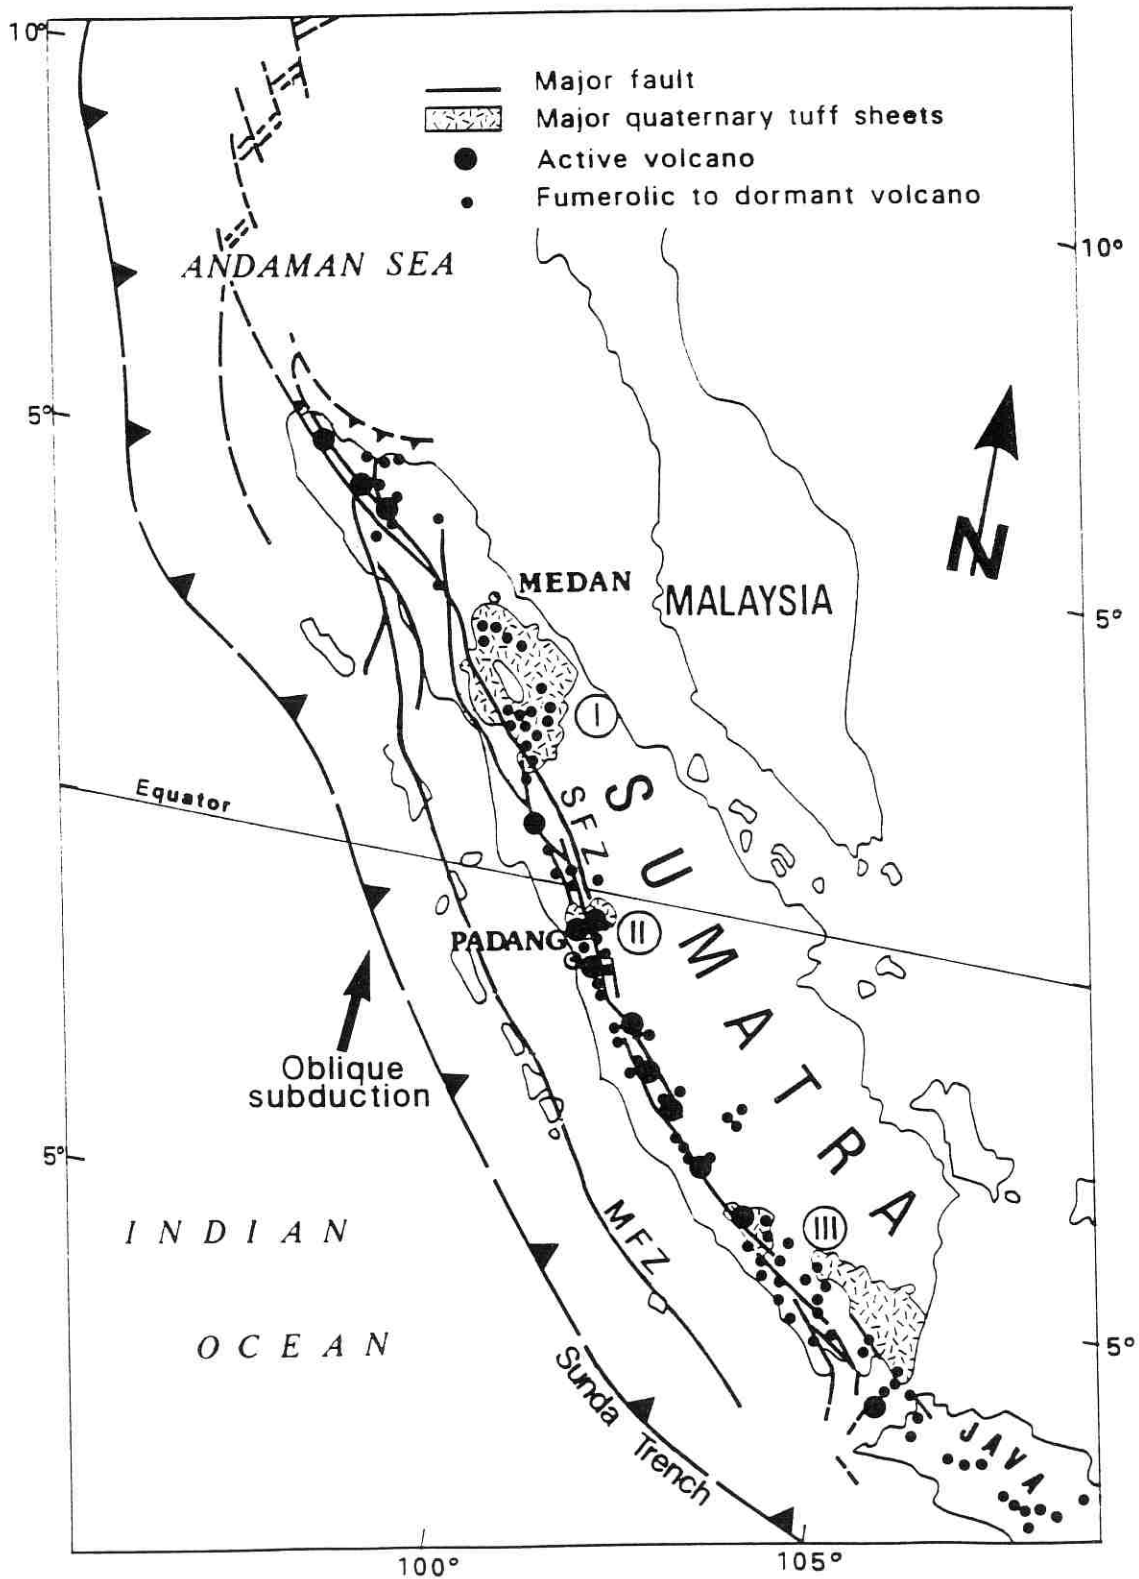 10°
Major fault
Major quaternary tuff sheets
Active volcano
Fumerolic to dormant volcano
10°
ANDAMAN SEA
5°
N
MEDAN
MALAYSIA
5°
I
Equator
SFZ
SUMATRA
PADANG
II
Oblique
subduction
5°
INDIAN
OCEAN
MFZ
III
5°
Sunda Trench
JAVA
100°
105°